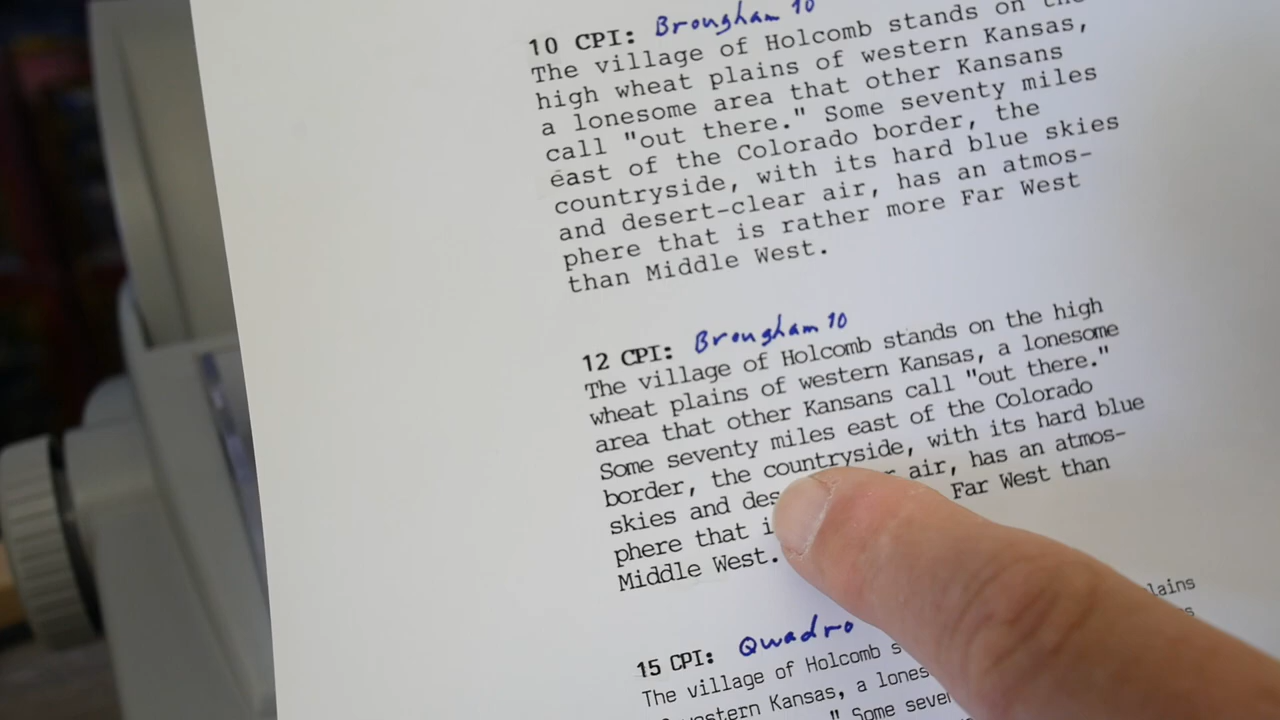 10 CPI: Brougham 10
The village of Holcomb stands on the
high wheat plains of western Kansas,
a lonesome area that other Kansans
call "out there." Some seventy miles
east of the Colorado border, the
countryside, with its hard blue skies
and desert-clear air, has an atmos-
phere that is rather more Far West
than Middle West.
12 CPI: Brougham 10
The village of Holcomb stands on the high
wheat plains of western Kansas, a lonesome
area that other Kansans call "out there."
Some seventy miles east of the Colorado
border, the countryside, with its hard blue
skies and des air, has an atmos-
phere that i Far West than
Middle West.
15 CPI: Quadro
The village of Holcomb s lains
western Kansas, a lones
" Some seve